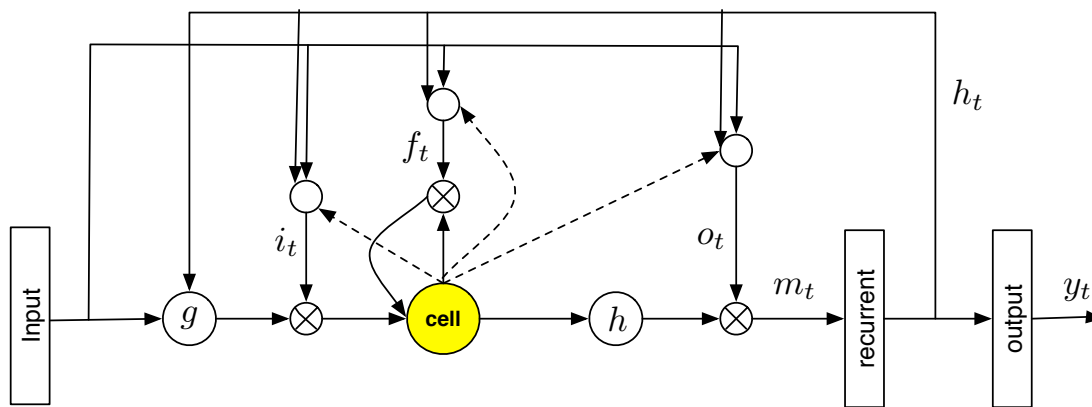 h_t
f_t
i_t
o_t
Input
g
cell
h
m_t
recurrent
output
y_t